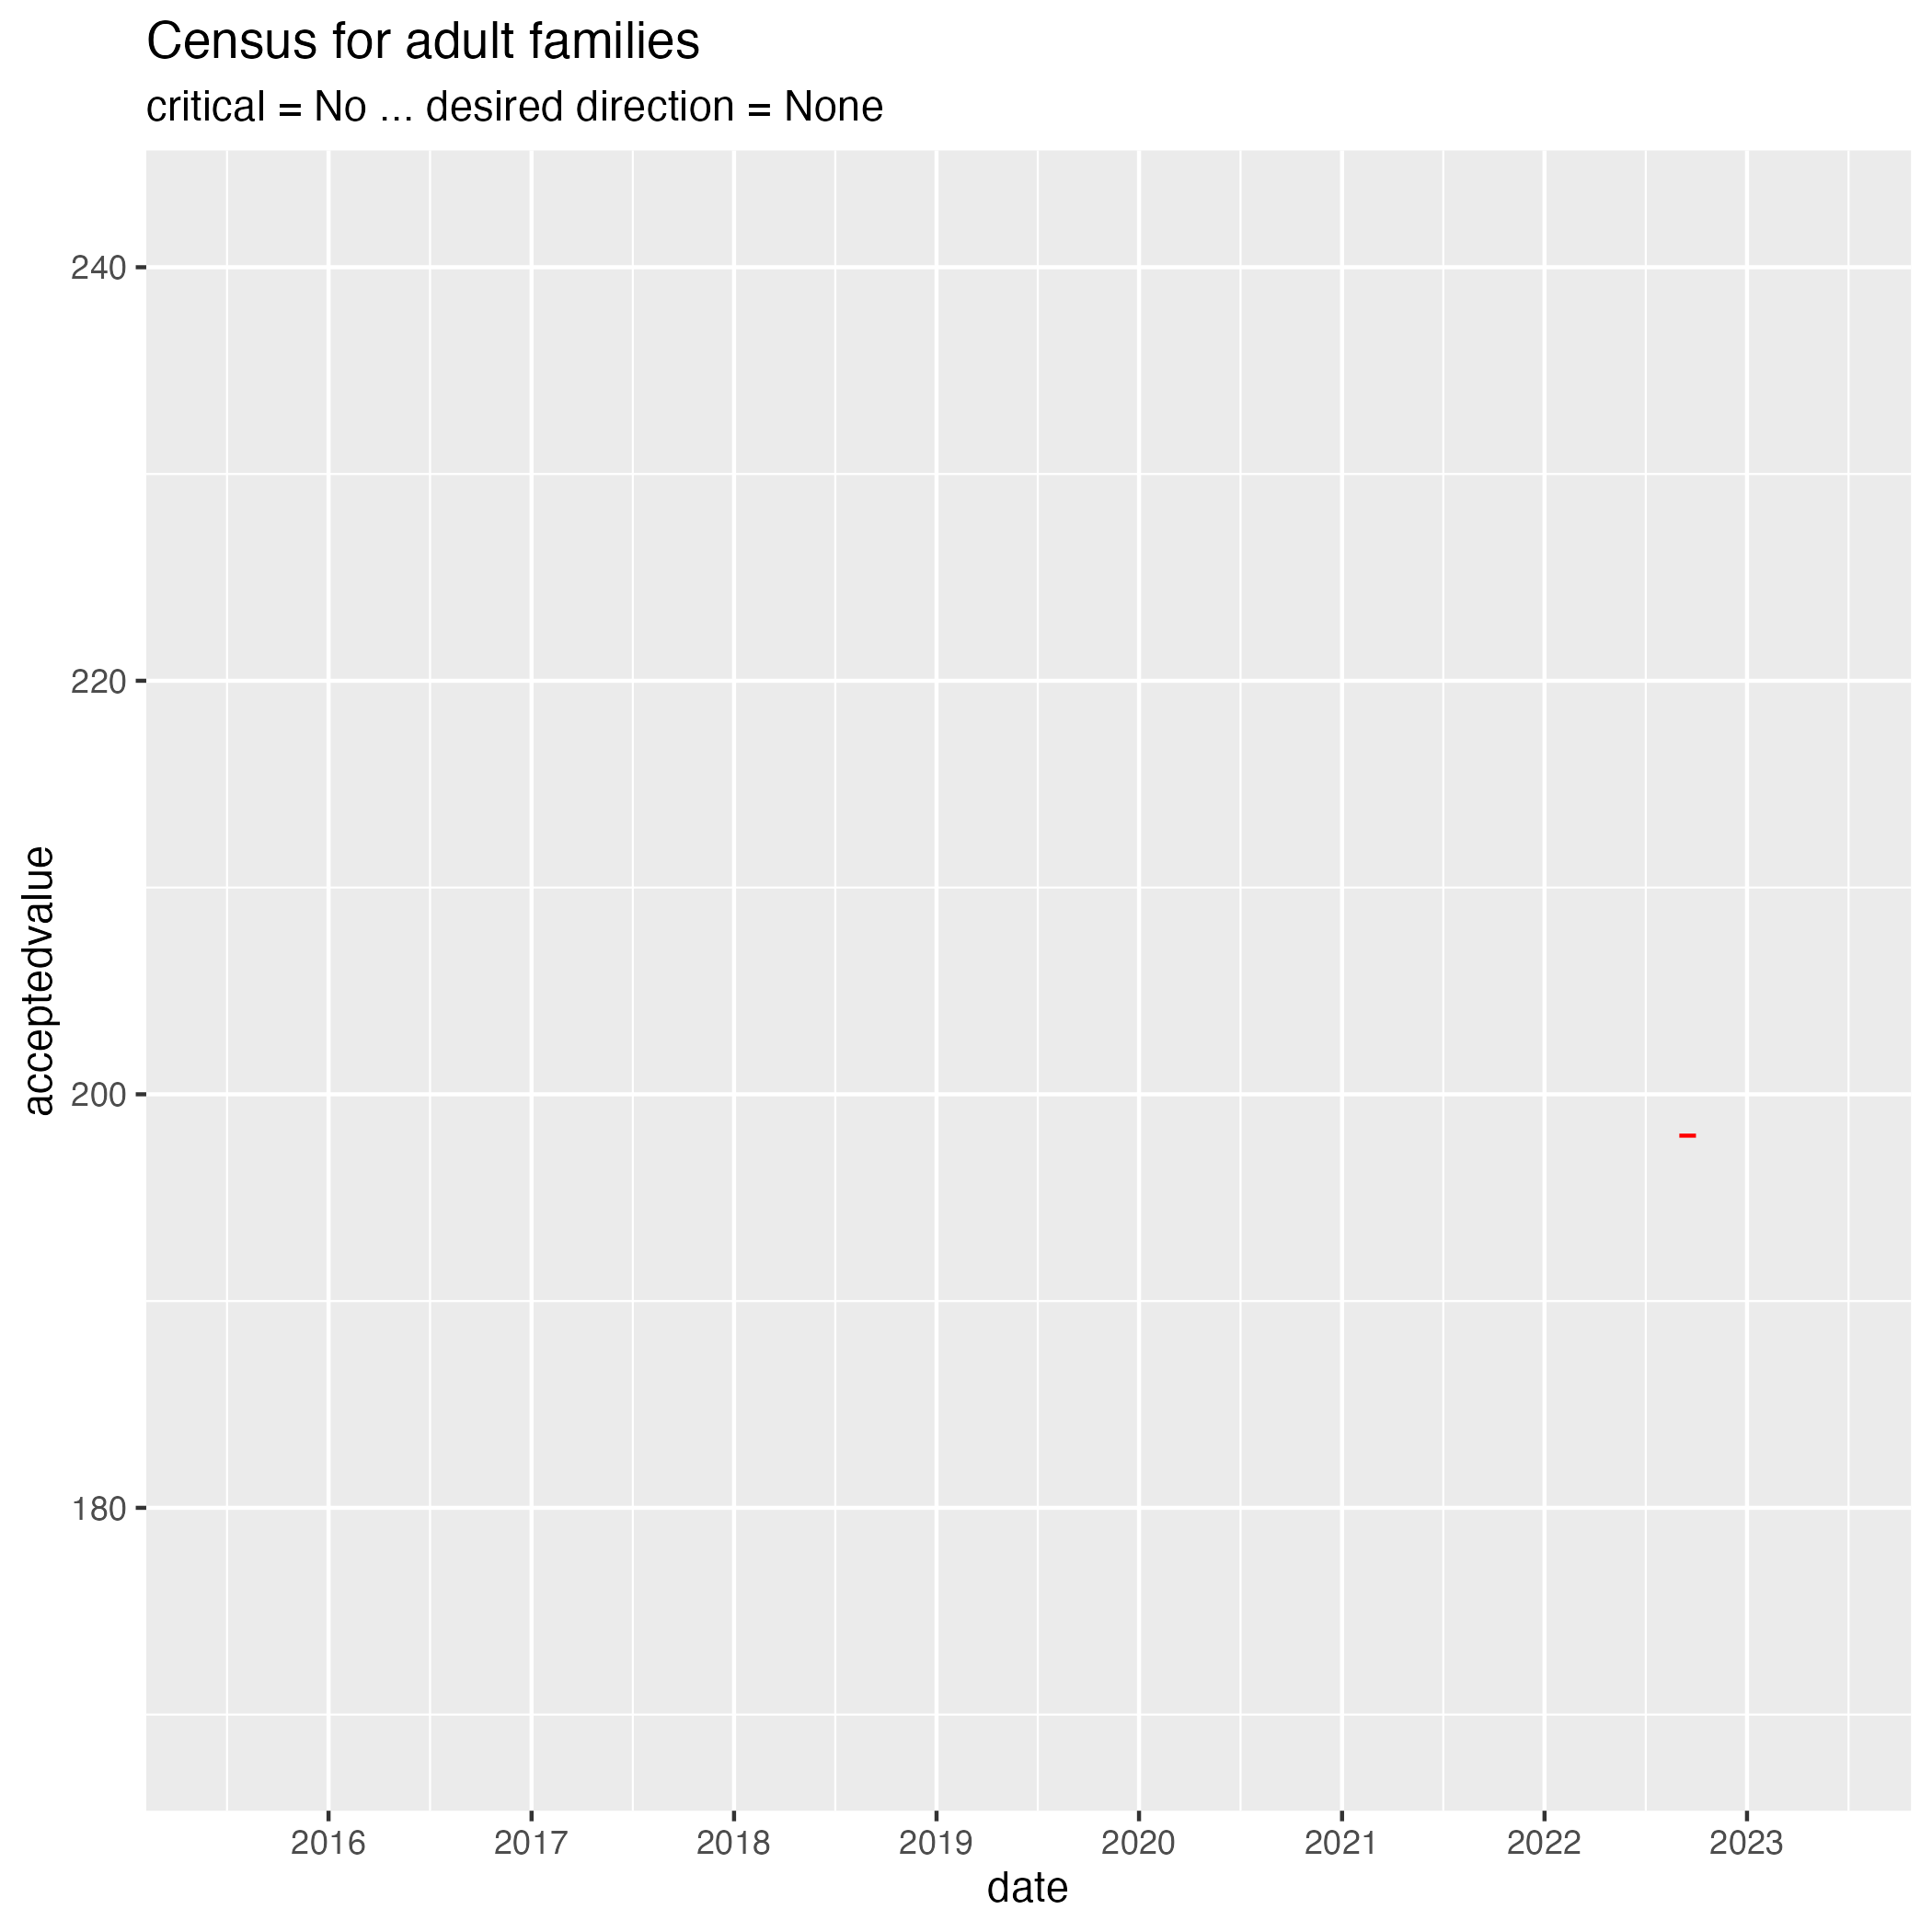 Census for adult families
critical = No ... desired direction = None
240
220
200
180
acceptedvalue
2016 2017 2018 2019 2020 2021 2022 2023
date